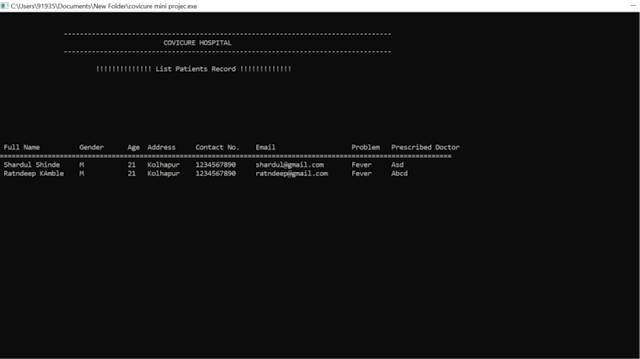 C:\Users\91935\Documents\New Folder\covicure mini projec.exe
--------------------------------------------------------------------------------
COVICURE HOSPITAL
--------------------------------------------------------------------------------
!!!!!!!!!!!!!! List Patients Record !!!!!!!!!!!!!
Full Name Gender Age Address Contact No. Email Problem Prescribed Doctor
=================================================================================================================
Shardul Shinde M 21 Kolhapur 1234567890 shardul@gmail.com Fever Asd
Ratndeep KAmble M 21 Kolhapur 1234567890 ratndeep@gmail.com Fever Abcd